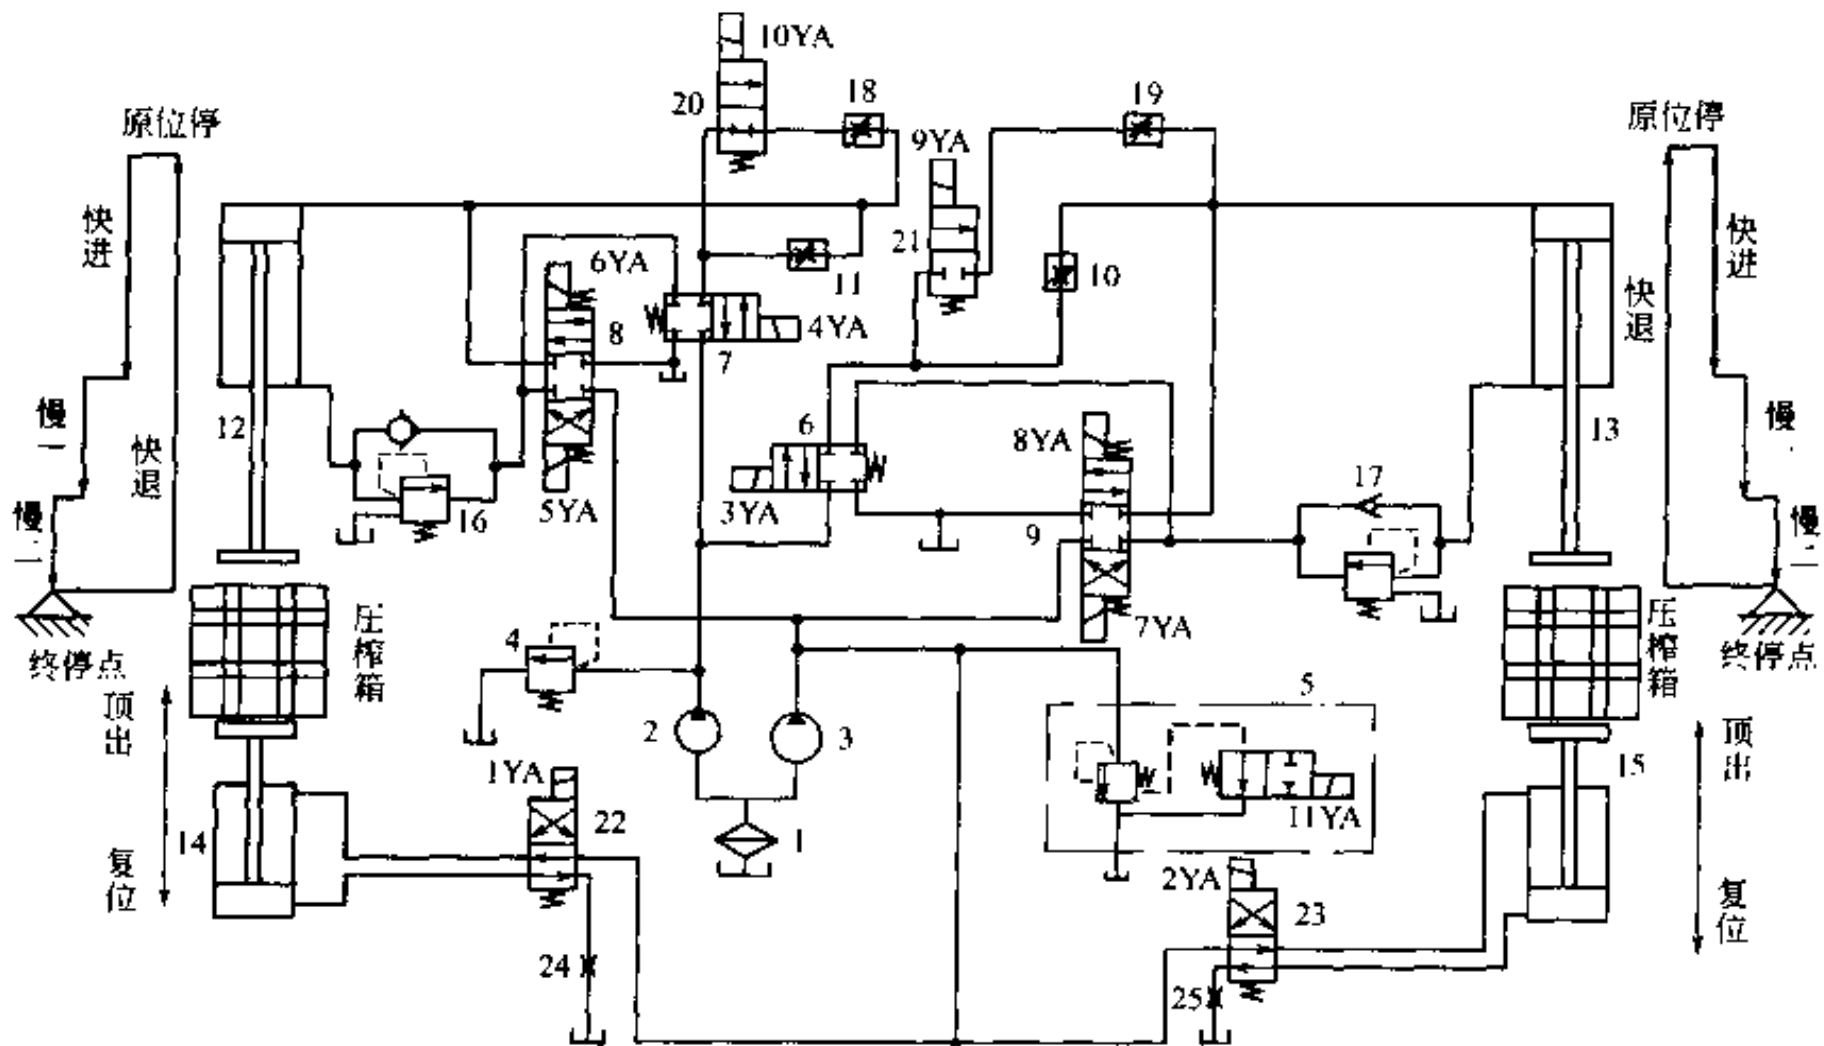 10YA
20
18
19
原位停
原位停
9YA
快进
快进
21
6YA
11
10
快退
8
4YA
7
慢一
慢
12
6
8YA
13
快退
17
3YA
5YA
16
9
慢二
慢二
7YA
压榨箱
4
压榨箱
终停点
终停点
5
顶出
顶出
2
3
15
1YA
11YA
22
14
1
2YA
复位
复位
23
24
25